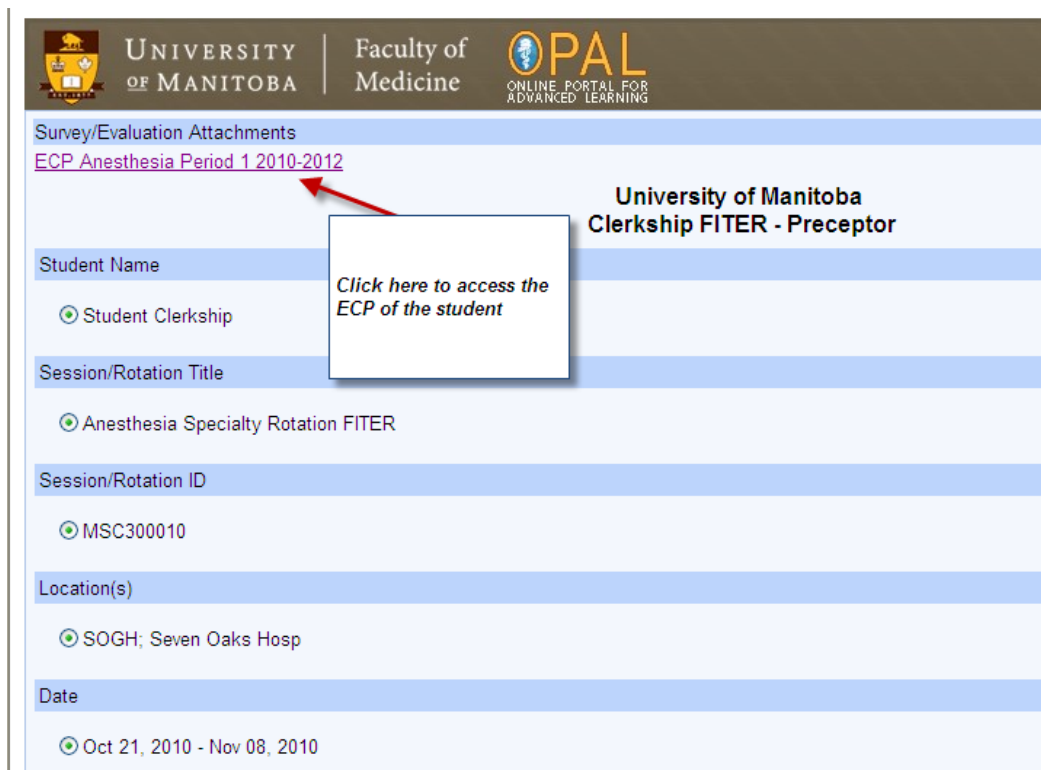 UNIVERSITY
OF MANITOBA
Faculty of
Medicine
OPAL
ONLINE PORTAL FOR
ADVANCED LEARNING
Survey/Evaluation Attachments
ECP Anesthesia Period 1 2010-2012
University of Manitoba
Clerkship FITER - Preceptor
Click here to access the
ECP of the student
Student Name
Student Clerkship
Session/Rotation Title
Anesthesia Specialty Rotation FITER
Session/Rotation ID
MSC300010
Location(s)
SOGH; Seven Oaks Hosp
Date
Oct 21, 2010 - Nov 08, 2010